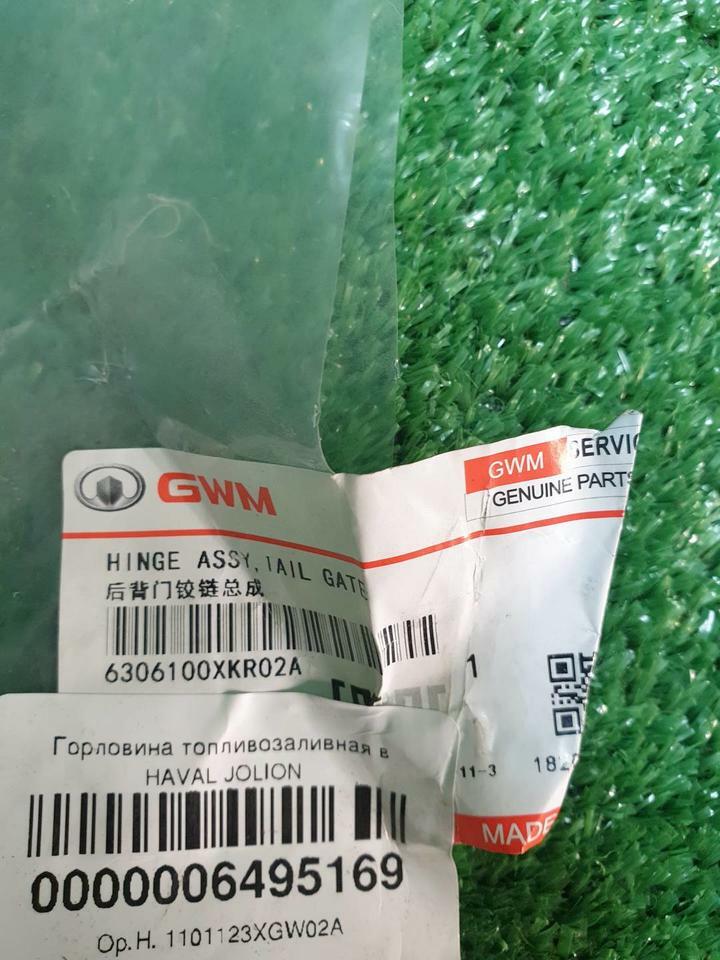 GWM
GWM SERVIC
GENUINE PARTS
HINGE ASSY, TAIL GATE
后背门铰链总成
6306100XKR02A
1
11-3
MADE
Горловина топливозаливная в
HAVAL JOLION
0000006495169
Ор.Н. 1101123XGW02A